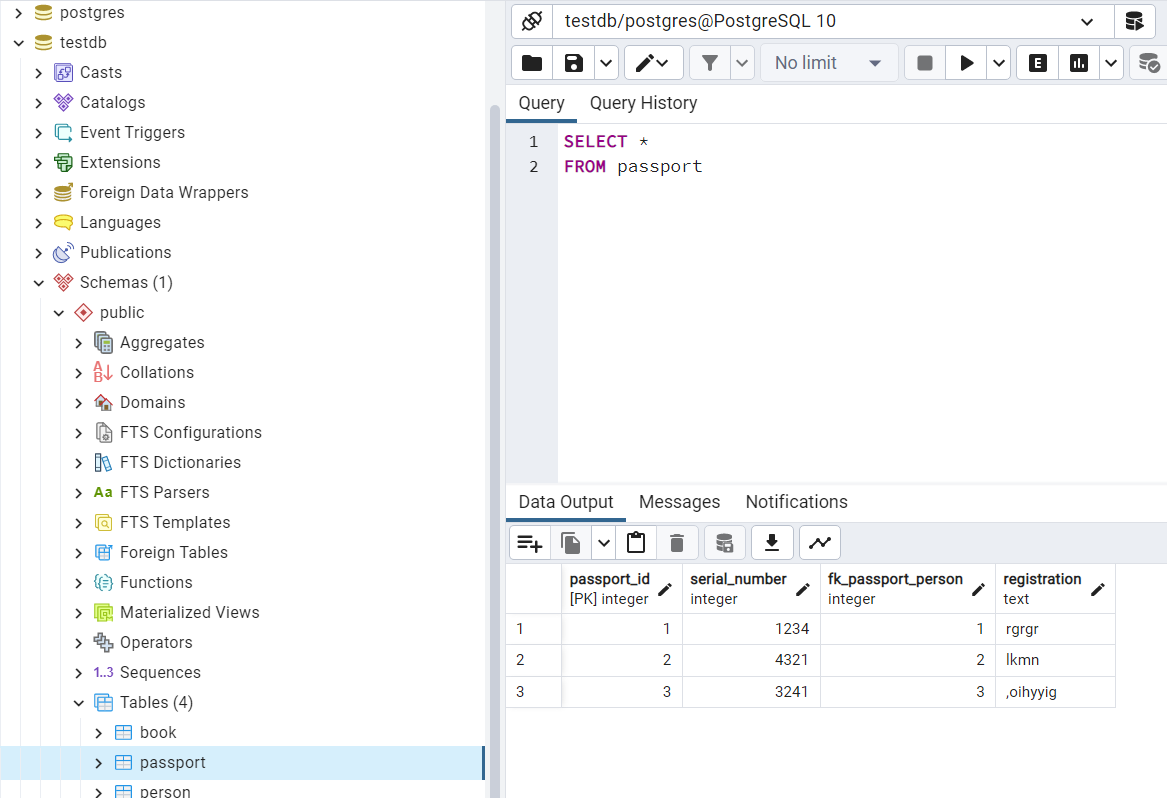 postgres
testdb
Casts
Catalogs
Event Triggers
Extensions
Foreign Data Wrappers
Languages
Publications
Schemas (1)
public
Aggregates
Collations
Domains
FTS Configurations
FTS Dictionaries
Aa FTS Parsers
FTS Templates
Foreign Tables
Functions
Materialized Views
Operators
1..3 Sequences
Tables (4)
book
passport
person
testdb/postgres@PostgreSQL 10
No limit
E
Query Query History
1 SELECT *
2 FROM passport
Data Output Messages Notifications
passport_id serial_number fk_passport_person registration
[PK] integer integer integer text
1 1 1234 1 rgrgr
2 2 4321 2 lkmn
3 3 3241 3 ,oihyyig